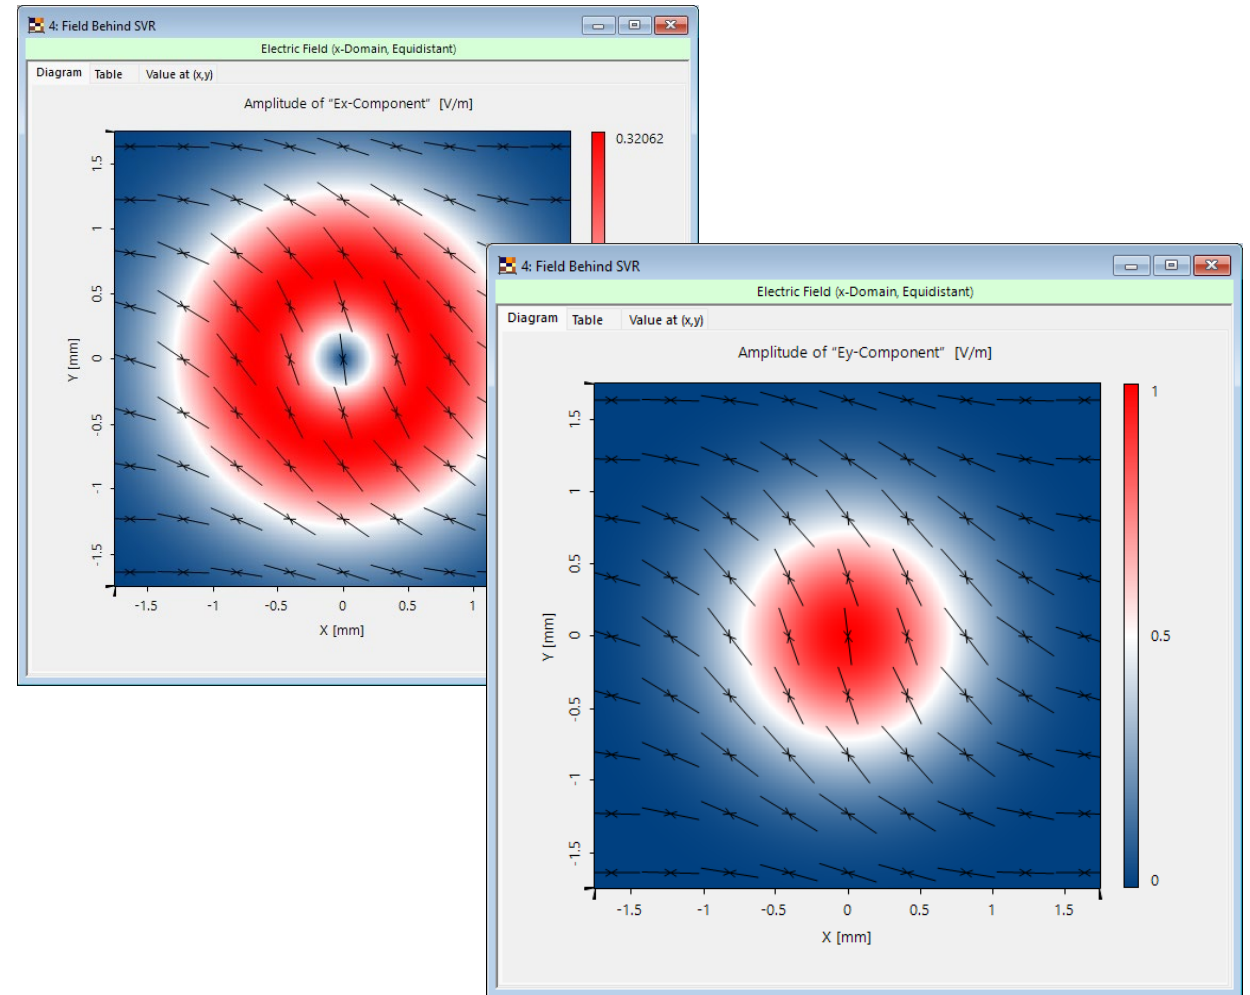 4: Field Behind SVR
Electric Field (x-Domain, Equidistant)
Diagram Table Value at (x,y)
Amplitude of "Ex-Component" [V/m]
0.32062
1.5
1
0.5
0
-0.5
-1
-1.5
Y [mm]
-1.5 -1 -0.5 0 0.5 1
X [mm]
4: Field Behind SVR
Electric Field (x-Domain, Equidistant)
Diagram Table Value at (x,y)
Amplitude of "Ey-Component" [V/m]
1
0.5
0
1.5
1
0.5
0
-0.5
-1
-1.5
Y [mm]
-1.5 -1 -0.5 0 0.5 1 1.5
X [mm]